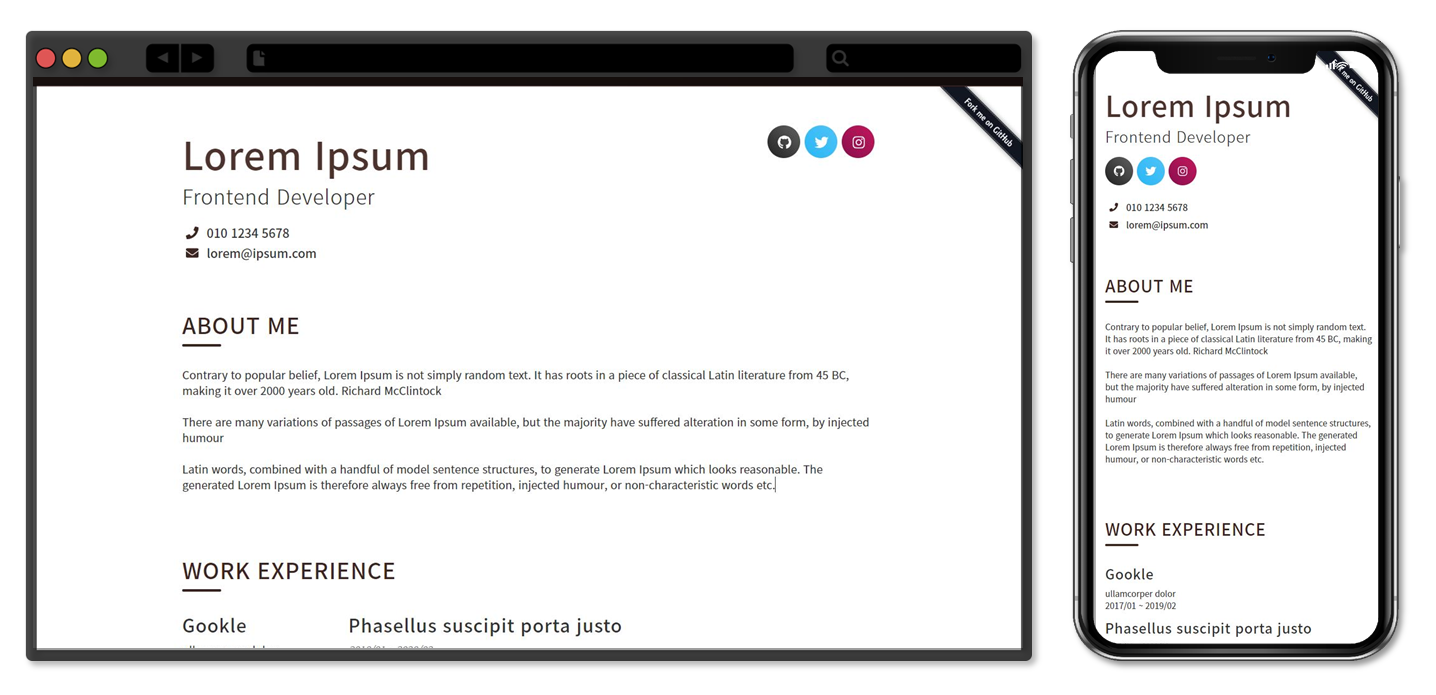 Fork me on GitHub
Lorem Ipsum
Frontend Developer
010 1234 5678
lorem@ipsum.com
ABOUT ME
Contrary to popular belief, Lorem Ipsum is not simply random text. It has roots in a piece of classical Latin literature from 45 BC,
making it over 2000 years old. Richard McClintock
There are many variations of passages of Lorem Ipsum available, but the majority have suffered alteration in some form, by injected
humour
Latin words, combined with a handful of model sentence structures, to generate Lorem Ipsum which looks reasonable. The
generated Lorem Ipsum is therefore always free from repetition, injected humour, or non-characteristic words etc.
WORK EXPERIENCE
Gookle
Phasellus suscipit porta justo
me on GitHub
Lorem Ipsum
Frontend Developer
010 1234 5678
lorem@ipsum.com
ABOUT ME
Contrary to popular belief, Lorem Ipsum is not simply random text.
It has roots in a piece of classical Latin literature from 45 BC, making
it over 2000 years old. Richard McClintock
There are many variations of passages of Lorem Ipsum available,
but the majority have suffered alteration in some form, by injected
humour
Latin words, combined with a handful of model sentence structures,
to generate Lorem Ipsum which looks reasonable. The generated
Lorem Ipsum is therefore always free from repetition, injected
humour, or non-characteristic words etc.
WORK EXPERIENCE
Gookle
ullamcorper dolor
2017/01 ~ 2019/02
Phasellus suscipit porta justo